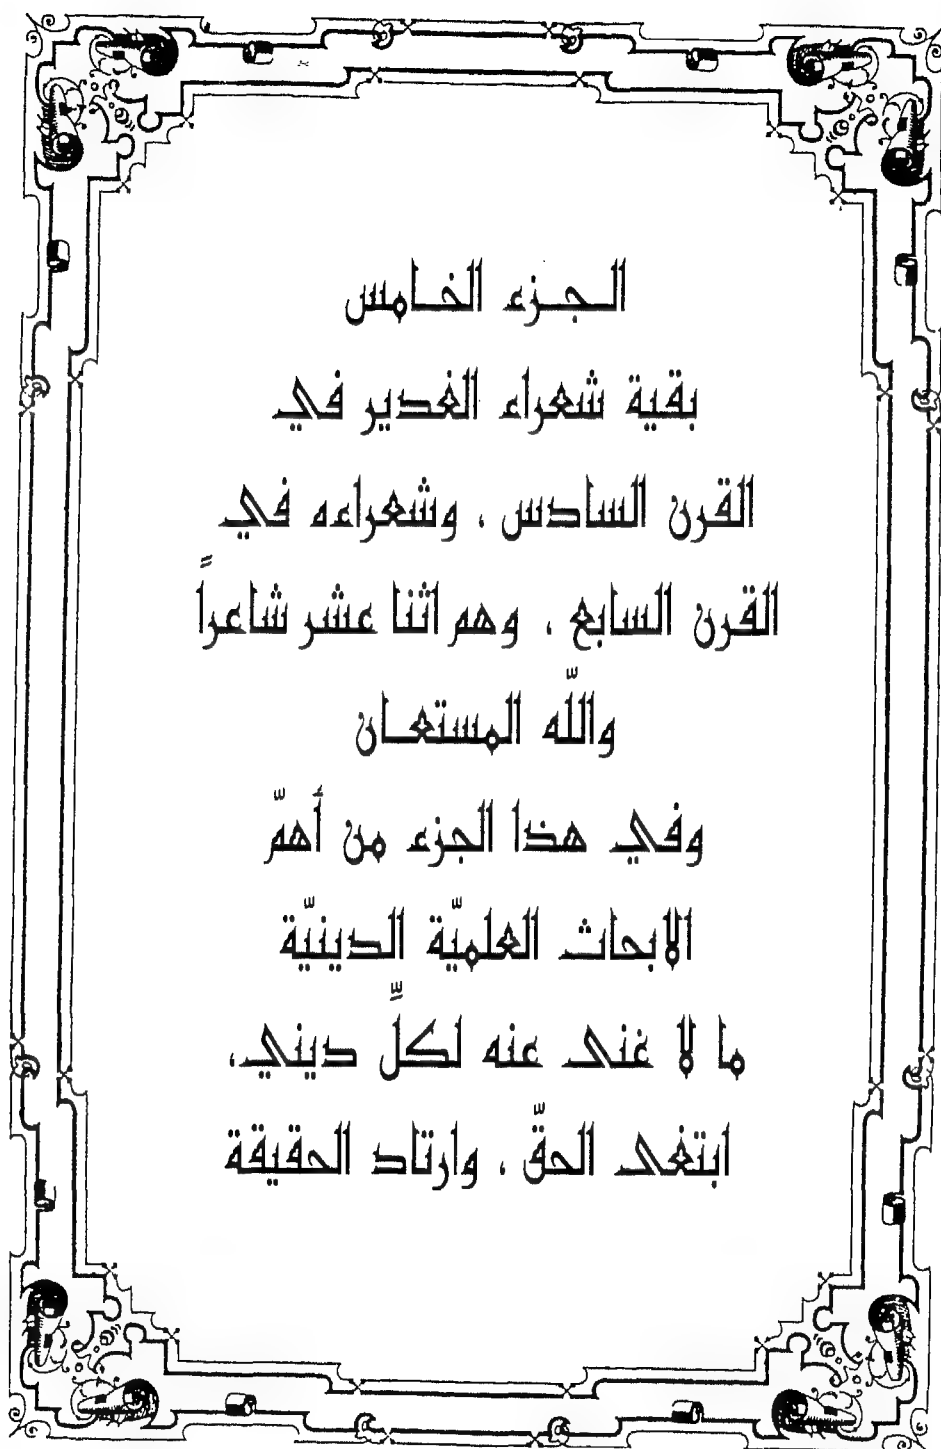 الجزء الخامس
بقية شعراء الغدير في
القرن السادس ، وشعراءه في
القرن السابع ، وهم اثنا عشر شاعراً
واللّه المستعان
وفي هذا الجزء من أهمّ
الابحاث العلميّة الدينيّة
ما لا غنى عنه لكلِّ ديني،
ابتغى الحقّ ، وارتاد الحقيقة